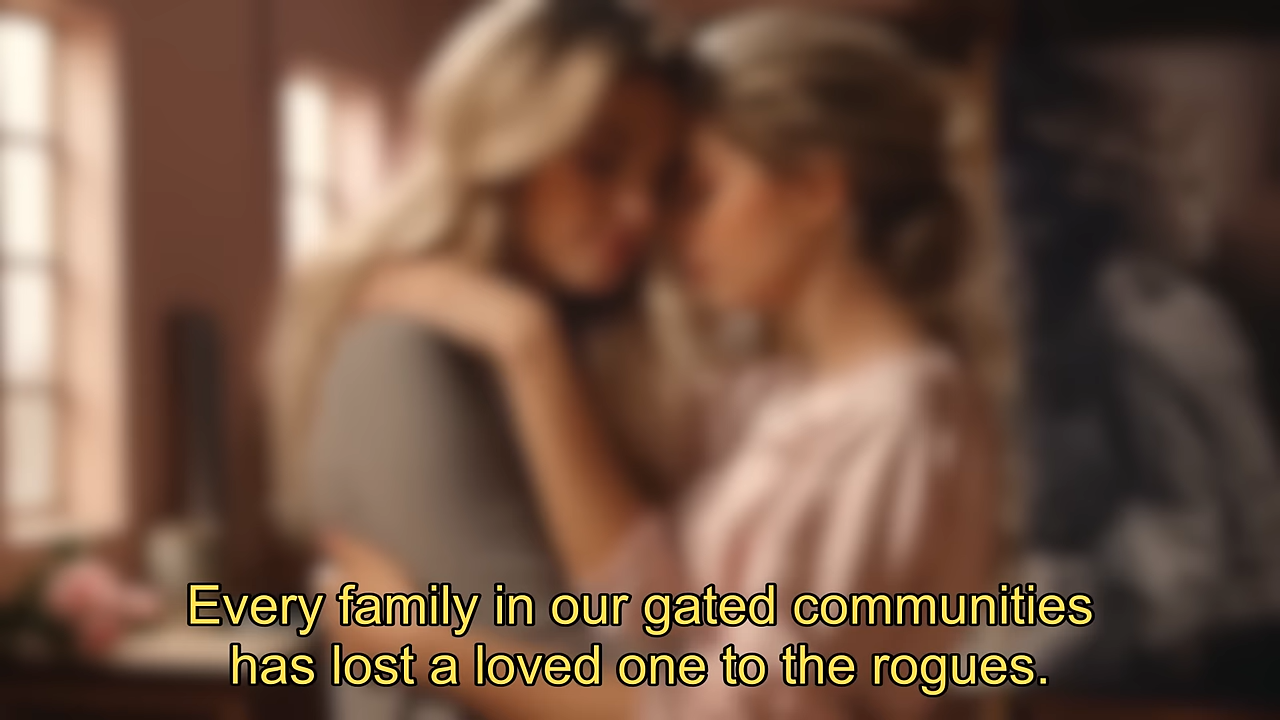 Every family in our gated communities
has lost a loved one to the rogues.